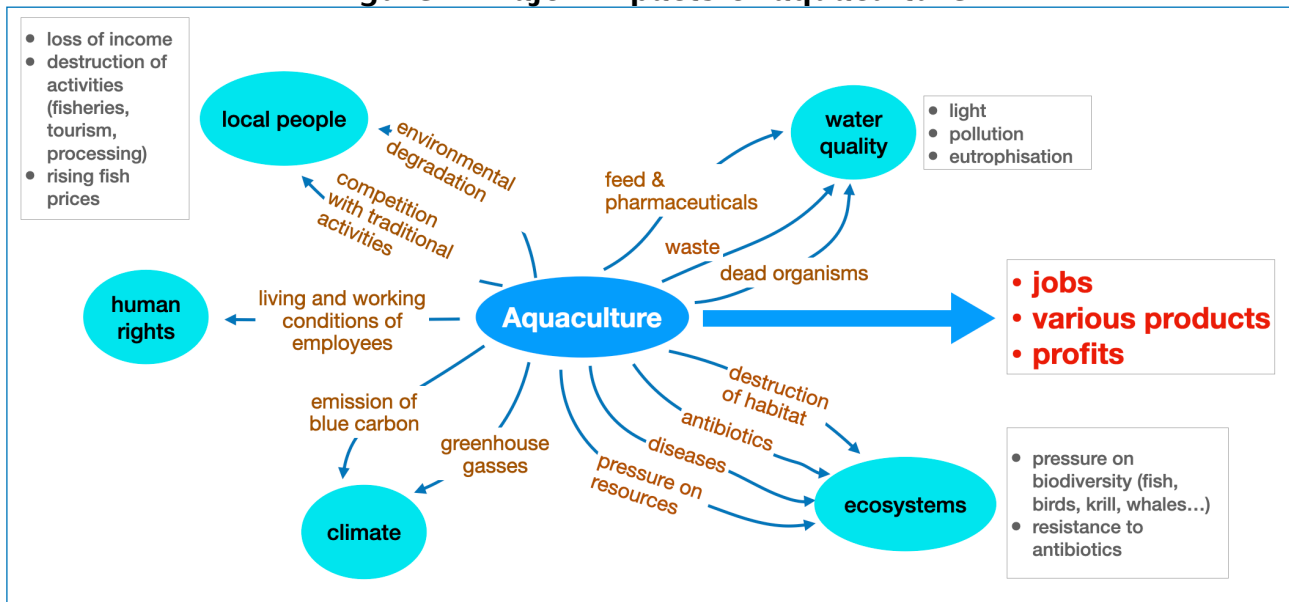 • loss of income
• destruction of
activities
(fisheries,
tourism,
processing)
• rising fish
prices
local people
environmental
degradation
competition
with traditional
activities
water
quality
• light
• pollution
• eutrophisation
feed &
pharmaceuticals
waste
dead organisms
human
rights
living and working
conditions of
employees
Aquaculture
• jobs
• various products
• profits
emission of
blue carbon
greenhouse
gasses
climate
destruction
of habitat
antibiotics
diseases
pressure on
resources
ecosystems
• pressure on
biodiversity (fish,
birds, krill, whales…)
• resistance to
antibiotics